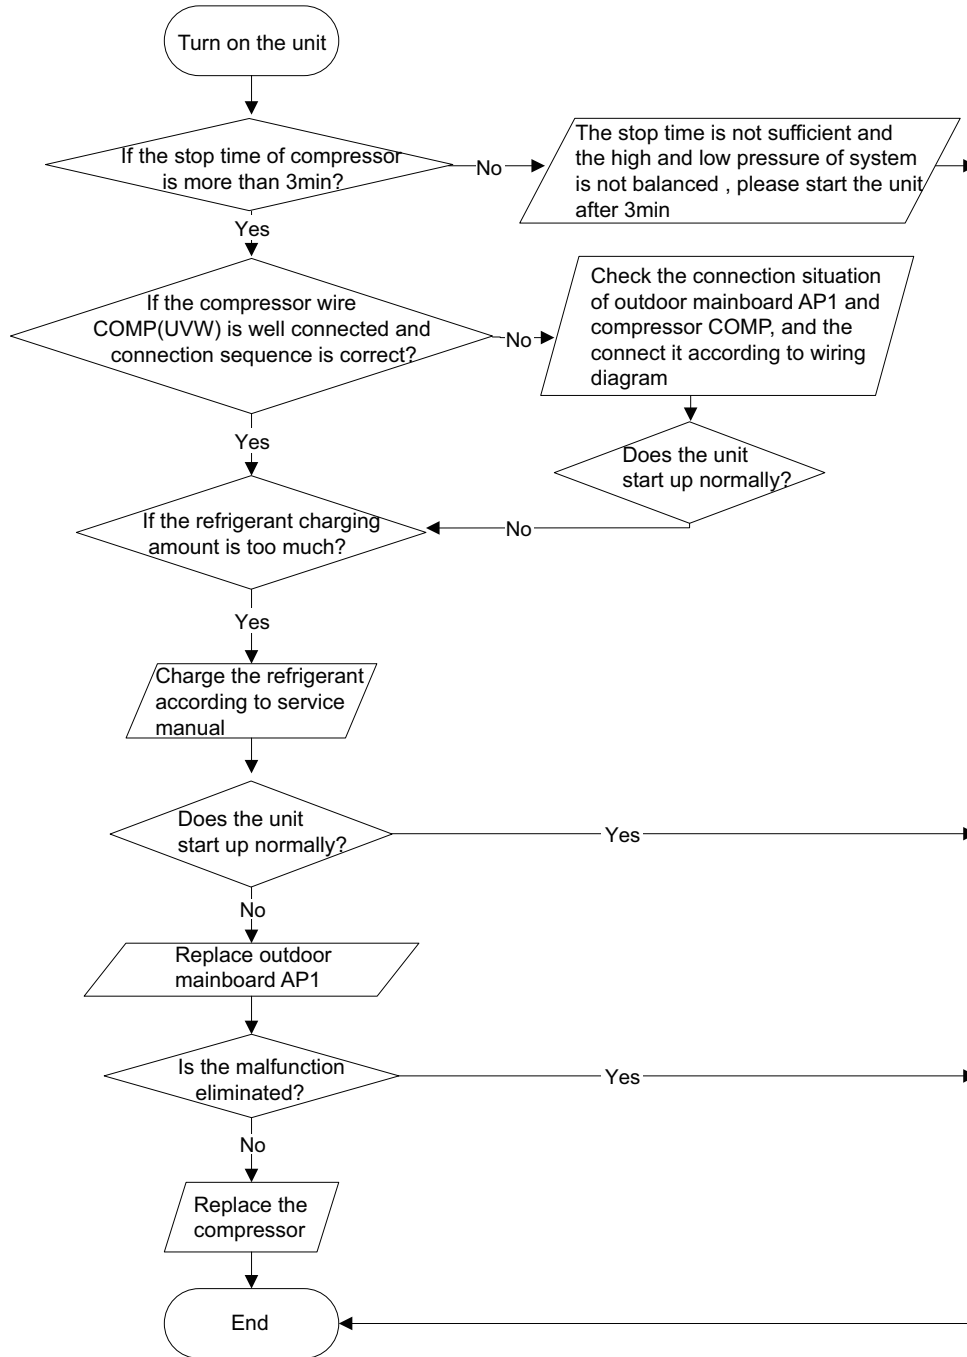 Turn on the unit
If the stop time of compressor
is more than 3min?
No
The stop time is not sufficient and
the high and low pressure of system
is not balanced , please start the unit
after 3min
Yes
If the compressor wire
COMP(UVW) is well connected and
connection sequence is correct?
No
Check the connection situation
of outdoor mainboard AP1 and
compressor COMP, and the
connect it according to wiring
diagram
Yes
Does the unit
start up normally?
If the refrigerant charging
amount is too much?
No
Yes
Charge the refrigerant
according to service
manual
Does the unit
start up normally?
Yes
No
Replace outdoor
mainboard AP1
Is the malfunction
eliminated?
Yes
No
Replace the
compressor
End